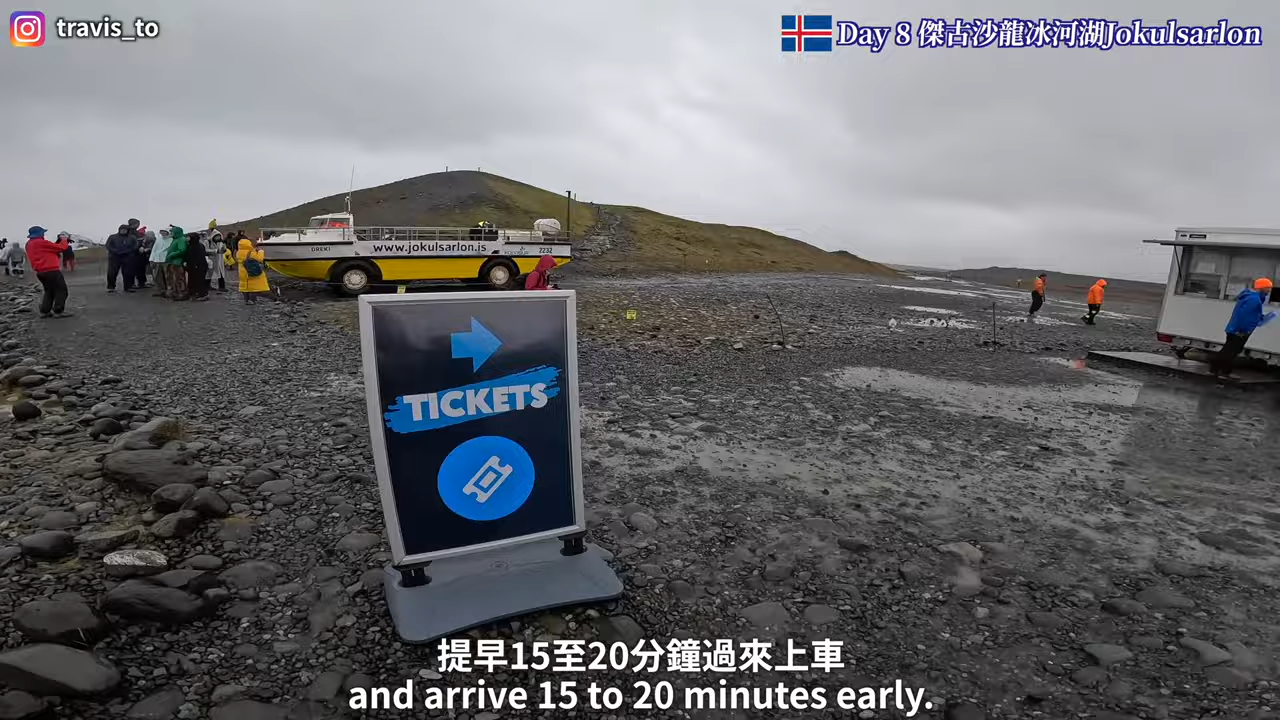 travis_to
Day 8 傑古沙龍冰河湖Jokulsarlon
www.jokulsarlon.is
DREKI
7232
TICKETS
提早15至20分鐘過來上車
and arrive 15 to 20 minutes early.